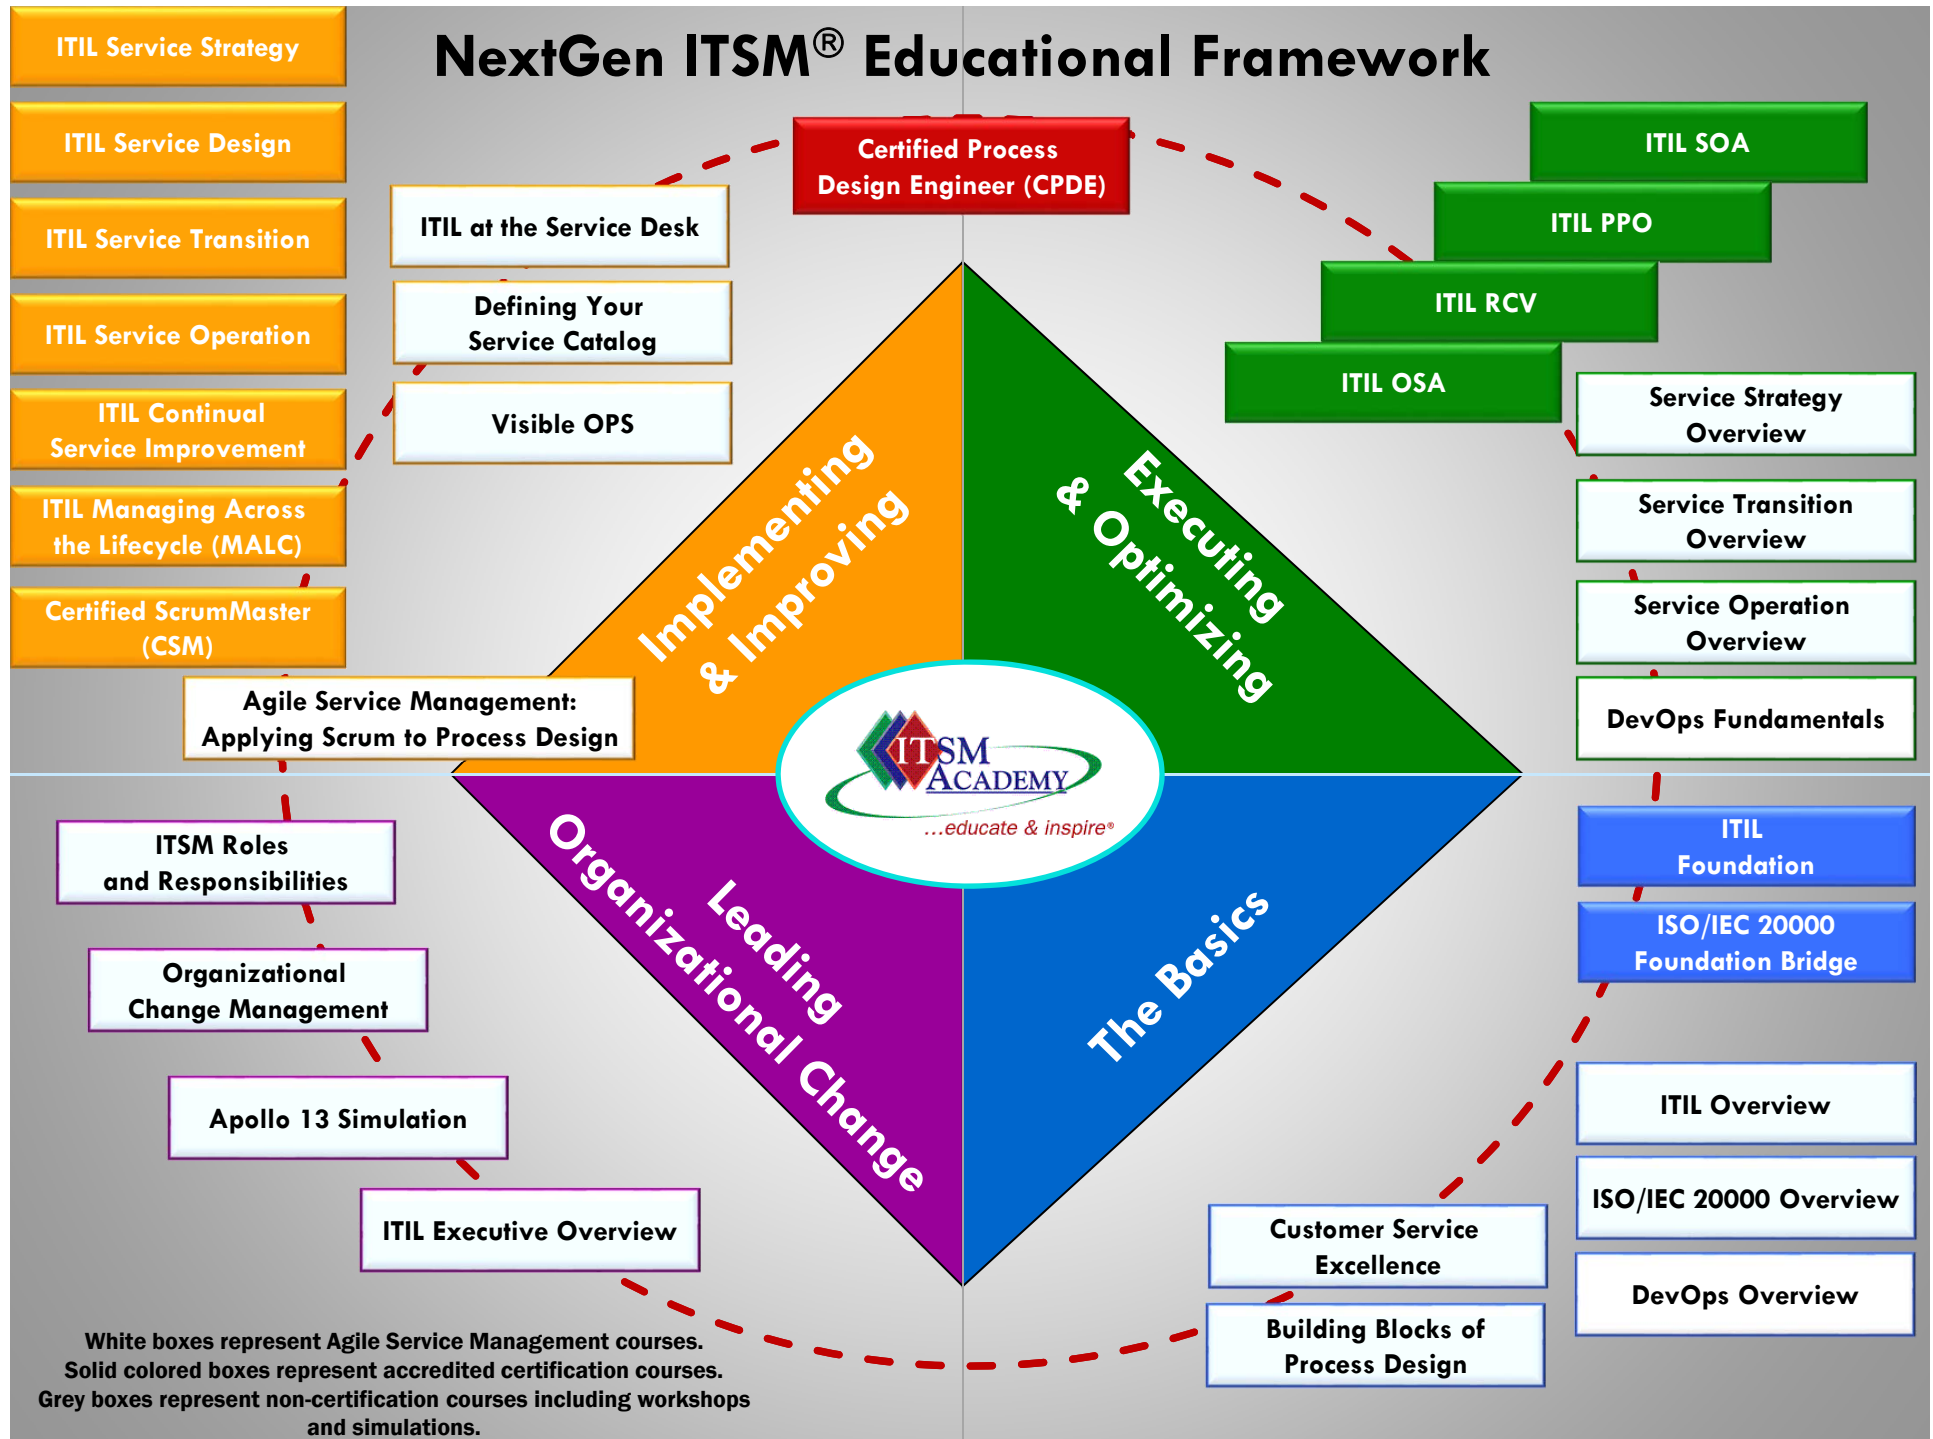 NextGen ITSM® Educational Framework
ITIL Service Strategy
ITIL Service Design
ITIL Service Transition
ITIL Service Operation
ITIL Continual
Service Improvement
ITIL Managing Across
the Lifecycle (MALC)
Certified ScrumMaster
(CSM)
ITIL at the Service Desk
Defining Your
Service Catalog
Visible OPS
Agile Service Management:
Applying Scrum to Process Design
Certified Process
Design Engineer (CPDE)
ITIL SOA
ITIL PPO
ITIL RCV
ITIL OSA
Service Strategy
Overview
Service Transition
Overview
Service Operation
Overview
DevOps Fundamentals
Implementing
& Improving
Executing
& Optimizing
ITSM
ACADEMY
...educate & inspire®
Leading
Organizational Change
The Basics
ITSM Roles
and Responsibilities
Organizational
Change Management
Apollo 13 Simulation
ITIL Executive Overview
ITIL
Foundation
ISO/IEC 20000
Foundation Bridge
ITIL Overview
ISO/IEC 20000 Overview
DevOps Overview
Customer Service
Excellence
Building Blocks of
Process Design
White boxes represent Agile Service Management courses.
Solid colored boxes represent accredited certification courses.
Grey boxes represent non-certification courses including workshops
and simulations.